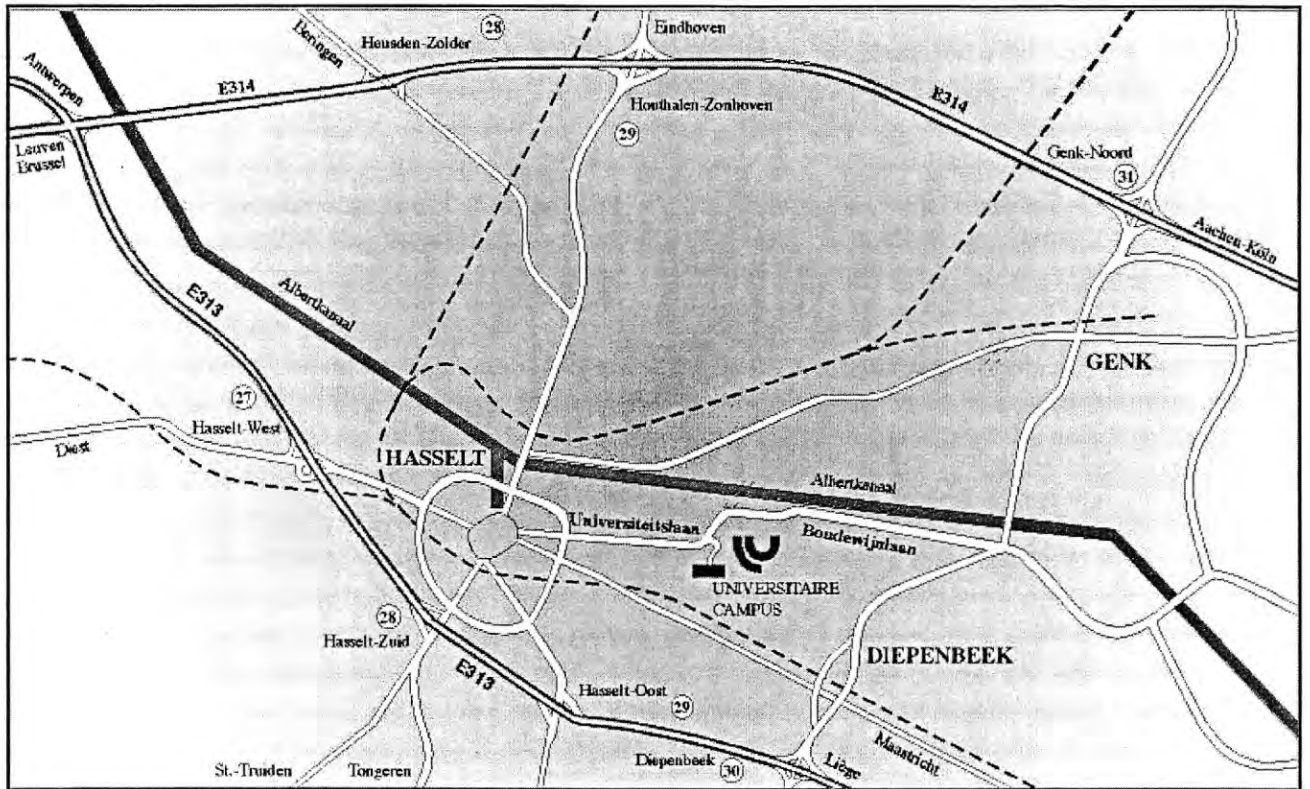 28
Eindhoven
Beringen
Heusden-Zolder
Antwerpen
E314
E314
Houthalen-Zonhoven
29
Leuven
Brussel
Genk-Noord
31
Aachen-Köln
E313
Albertkanaal
GENK
27
Hasselt-West
Diest
HASSELT
Albertkanaal
Universiteitslaan
Boudewijnlaan
UNIVERSITAIRE
CAMPUS
28
Hasselt-Zuid
DIEPENBEEK
E313
Hasselt-Oost
29
Maastricht
St.-Truiden
Tongeren
Diepenbeek
30
Liège